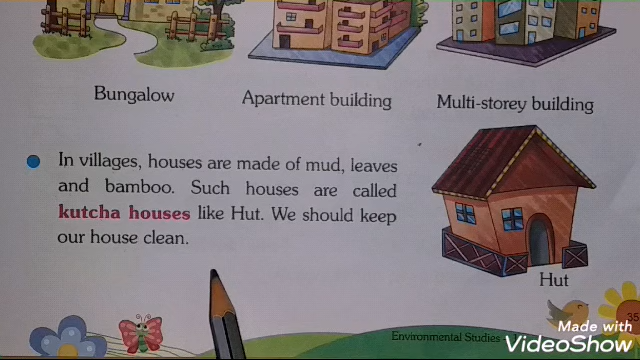 Bungalow
Apartment building
Multi-storey building
In villages, houses are made of mud, leaves
and bamboo. Such houses are called
kutcha houses like Hut. We should keep
our house clean.
Hut
35
Environmental Studies
Made with
VideoShow